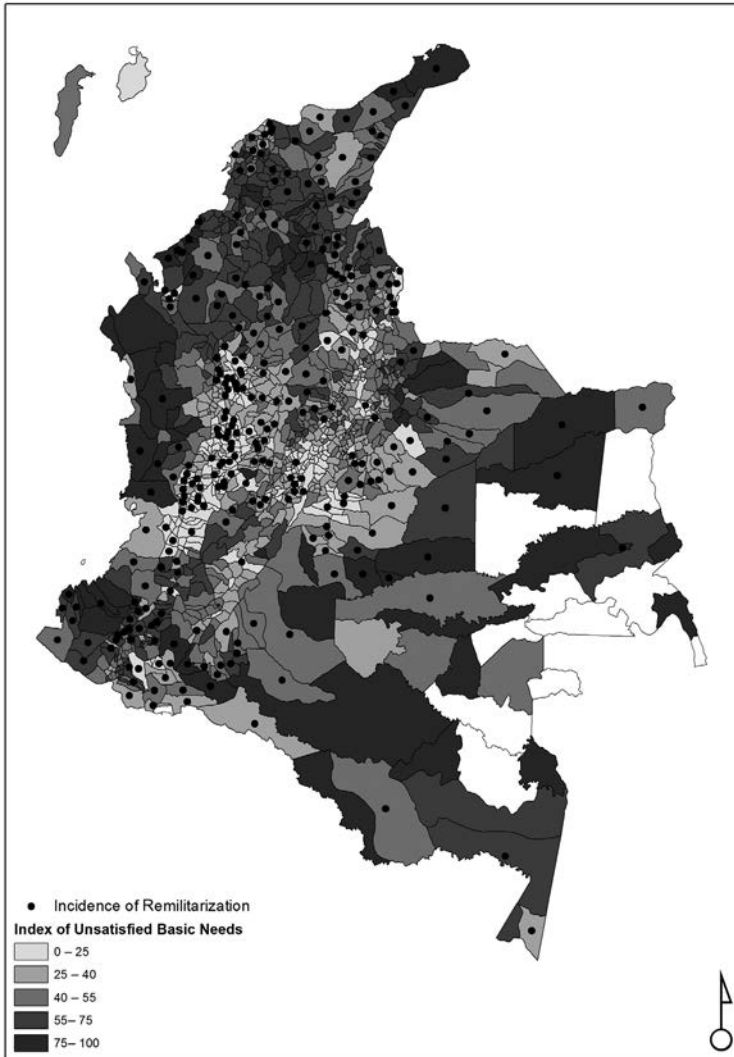 Incidence of Remilitarization
Index of Unsatisfied Basic Needs
0 – 25
25 – 40
40 – 55
55 – 75
75 – 100